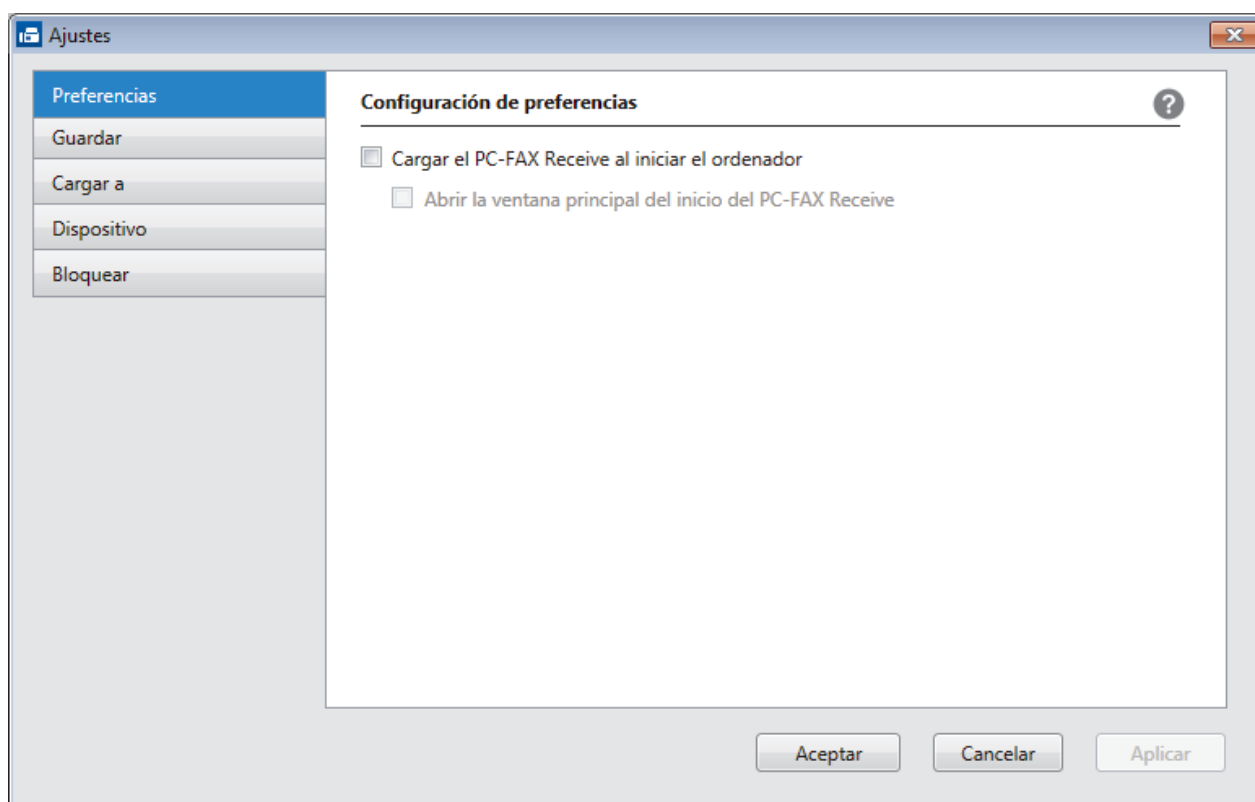 Ajustes
Preferencias
Guardar
Cargar a
Dispositivo
Bloquear
Configuración de preferencias
?
Cargar el PC-FAX Receive al iniciar el ordenador
Abrir la ventana principal del inicio del PC-FAX Receive
Aceptar
Cancelar
Aplicar